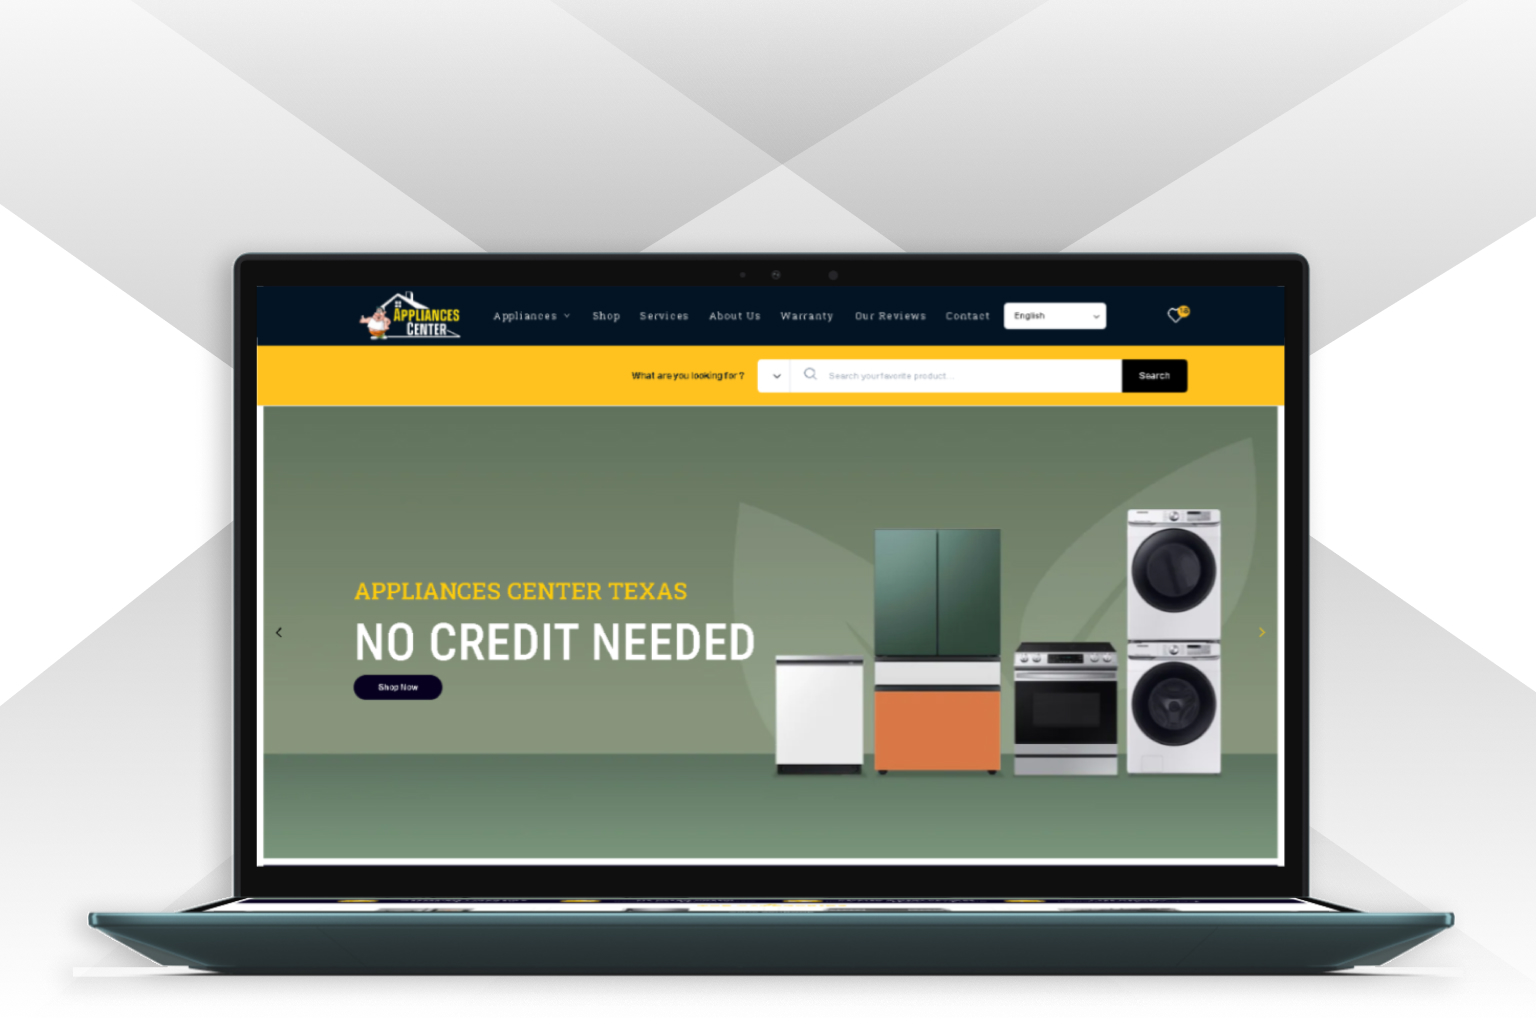 APPLIANCES
CENTER
Appliances
Shop
Services
About Us
Warranty
Our Reviews
Contact
English
What are you looking for ?
Search your favorite product ...
Search
APPLIANCES CENTER TEXAS
NO CREDIT NEEDED
Shop Now